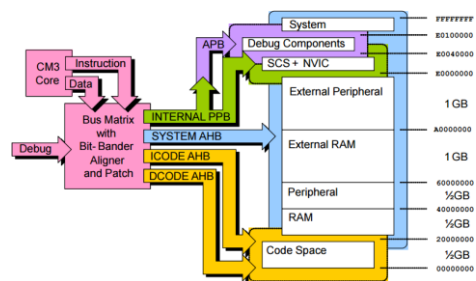 CM3
Core
Instruction
Data
Debug
Bus Matrix
with
Bit- Bander
Aligner
and Patch
APB
INTERNAL PPB
SYSTEM AHB
ICODE AHB
DCODE AHB
System
Debug Components
SCS + NVIC
External Peripheral
External RAM
Peripheral
RAM
Code Space
FFFFFFFF
E0100000
E0040000
E0000000
1 GB
A0000000
1 GB
60000000
½GB
40000000
½GB
20000000
½GB
00000000